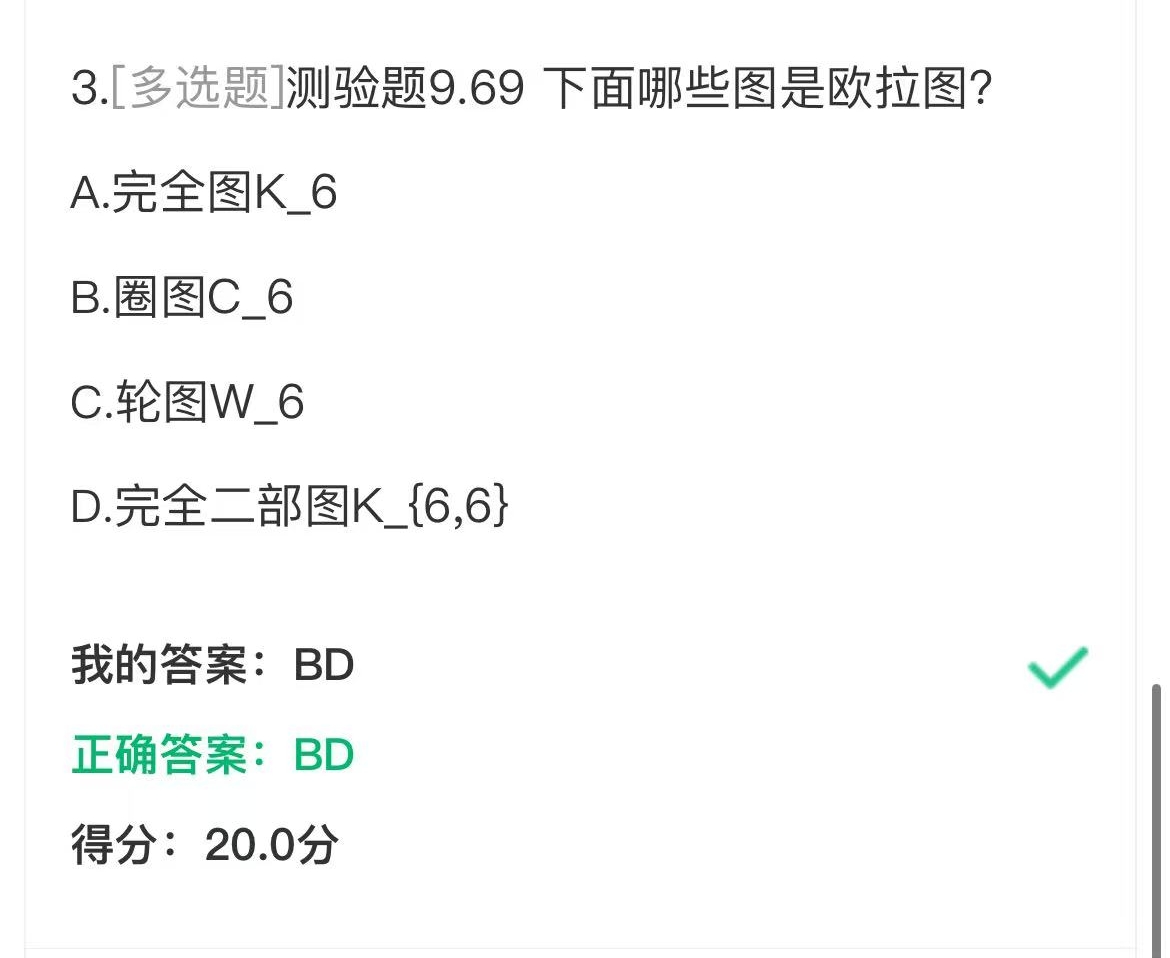 3.[多选题]测验题9.69 下面哪些图是欧拉图?
A.完全图K_6
B.圈图C_6
C.轮图W_6
D.完全二部图K_{6,6}
我的答案：BD
正确答案：BD
得分：20.0分